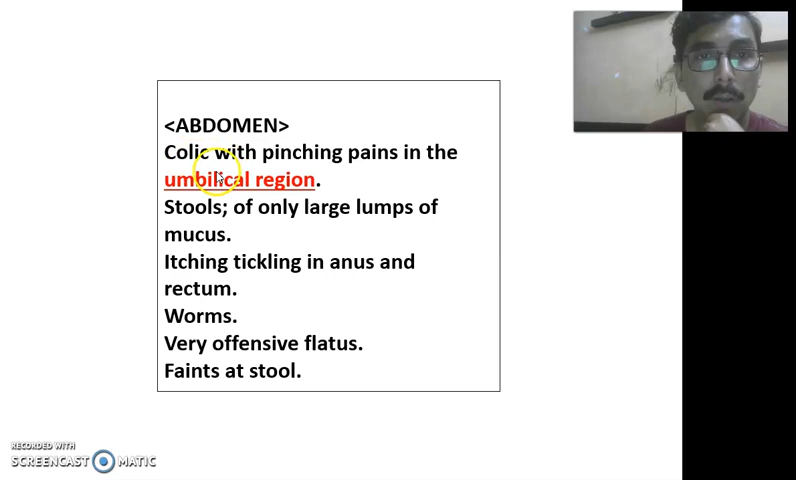 <ABDOMEN>
Colic with pinching pains in the
umbilical region.
Stools; of only large lumps of
mucus.
Itching tickling in anus and
rectum.
Worms.
Very offensive flatus.
Faints at stool.
RECORDED WITH
SCREENCAST MATIC